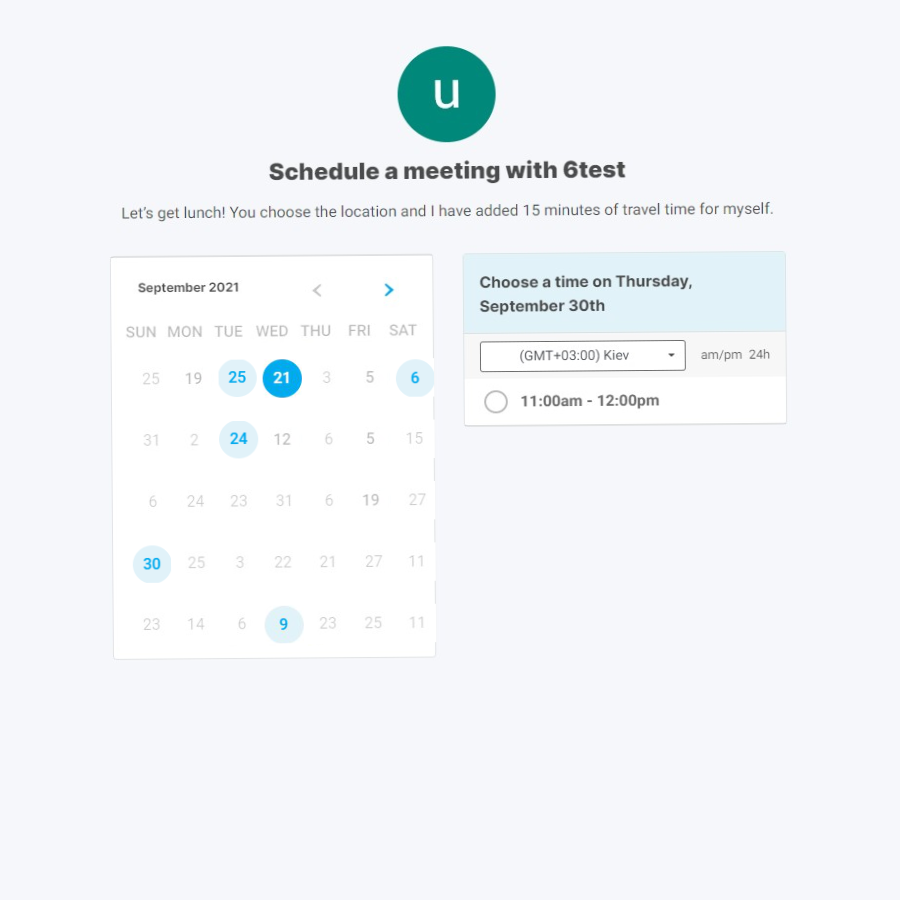 u
Schedule a meeting with 6test
Let's get lunch! You choose the location and I have added 15 minutes of travel time for myself.
September 2021
SUN MON TUE WED THU FRI SAT
25 19 25 21 3 5 6
31 2 24 12 6 5 15
6 24 23 31 6 19 27
30 25 3 22 21 27 11
23 14 6 9 23 25 11
Choose a time on Thursday,
September 30th
(GMT+03:00) Kiev am/pm 24h
11:00am - 12:00pm